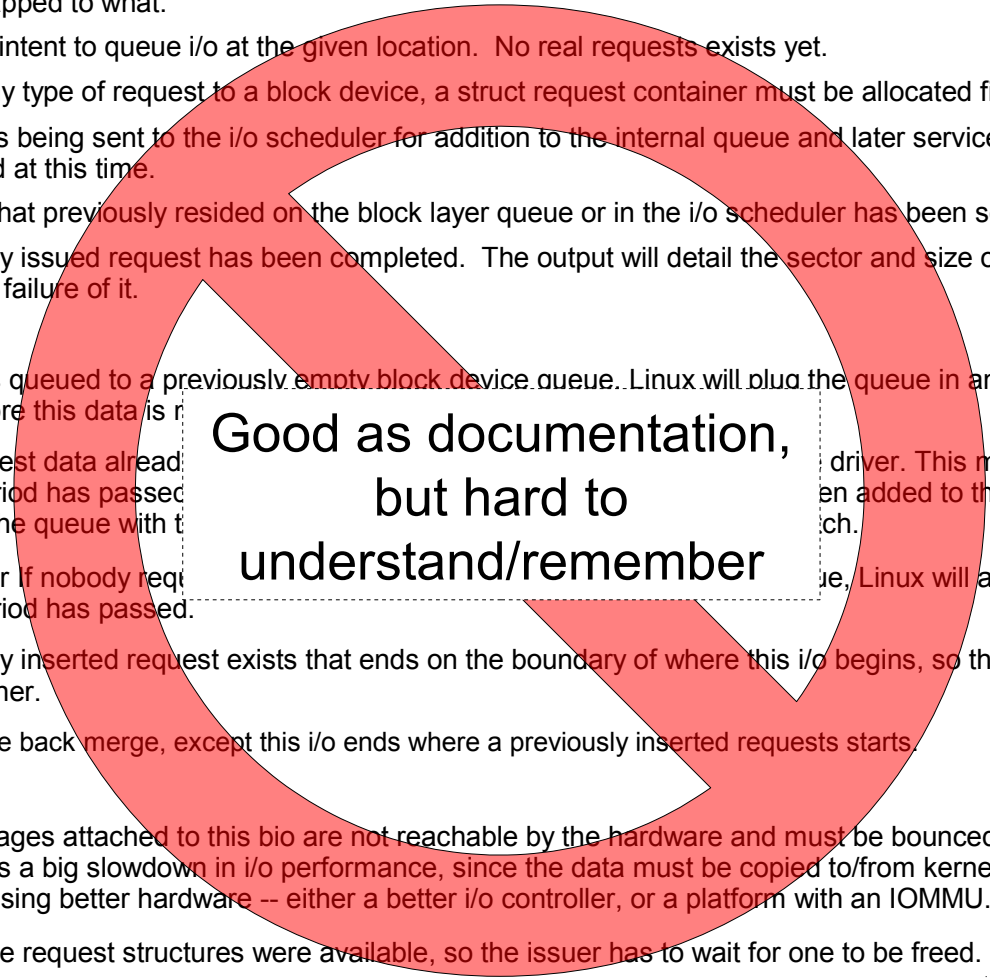 pped to what.
intent to queue i/o at the given location.  No real requests exists yet.
y type of request to a block device, a struct request container must be allocated f
s being sent to the i/o scheduler for addition to the internal queue and later service
d at this time.
hat previously resided on the block layer queue or in the i/o scheduler has been s
y issued request has been completed.  The output will detail the sector and size o
failure of it.
queued to a previously empty block device queue. Linux will plug the queue in an
re this data is r
Good as documentation,
est data alread driver. This m
but hard to
iod has passed en added to th
he queue with t ch.
understand/remember
r If nobody requ ue, Linux will a
riod has passed.
y inserted request exists that ends on the boundary of where this i/o begins, so th
her.
e back merge, except this i/o ends where a previously inserted requests starts.
ages attached to this bio are not reachable by the hardware and must be bounced
s a big slowdown in i/o performance, since the data must be copied to/from kerne
sing better hardware -- either a better i/o controller, or a platform with an IOMMU.
e request structures were available, so the issuer has to wait for one to be freed.